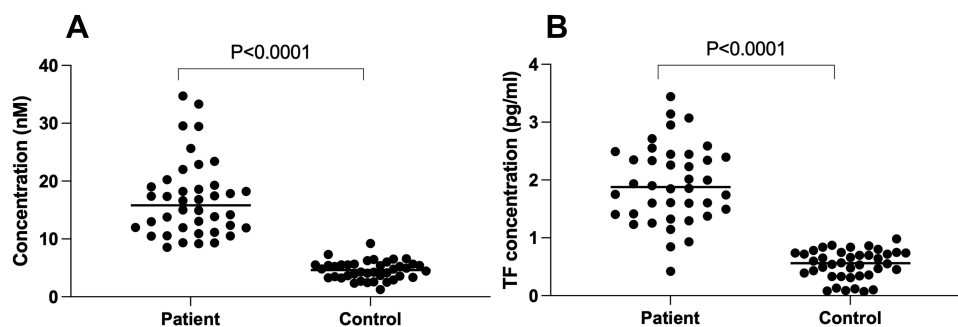 A
P<0.0001
Concentration (nM)
40
30
20
10
0
Patient
Control
B
P<0.0001
TF concentration (pg/ml)
4
3
2
1
0
Patient
Control